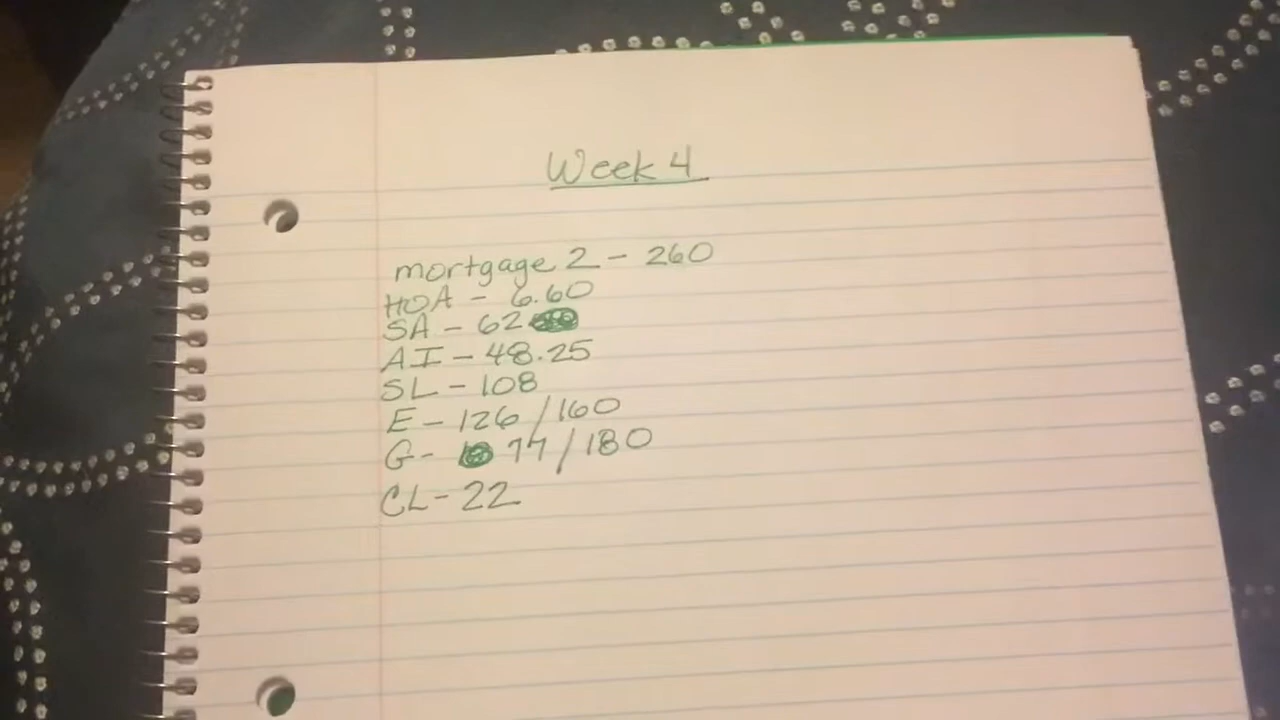 Week 4
mortgage 2 - 260
HOA - 6.60
SA - 62
AI - 48.25
SL - 108
E - 126/160
G - 77/180
CL - 22